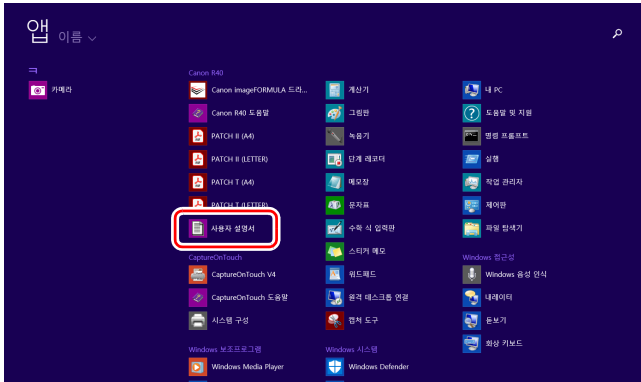 앱 이름
ㅋ
카메라
Canon R40
Canon imageFORMULA 드라...
Canon R40 도움말
PATCH II (A4)
PATCH II (LETTER)
PATCH T (A4)
PATCH T (LETTER)
사용자 설명서
CaptureOnTouch
CaptureOnTouch V4
CaptureOnTouch 도움말
시스템 구성
Windows 보조프로그램
Windows Media Player
계산기
그림판
녹음기
단계 레코더
메모장
문자표
수학 식 입력판
스티커 메모
워드패드
원격 데스크톱 연결
캡처 도구
Windows 시스템
Windows Defender
내 PC
도움말 및 지원
명령 프롬프트
실행
작업 관리자
제어판
파일 탐색기
Windows 접근성
Windows 음성 인식
내레이터
돋보기
화상 키보드